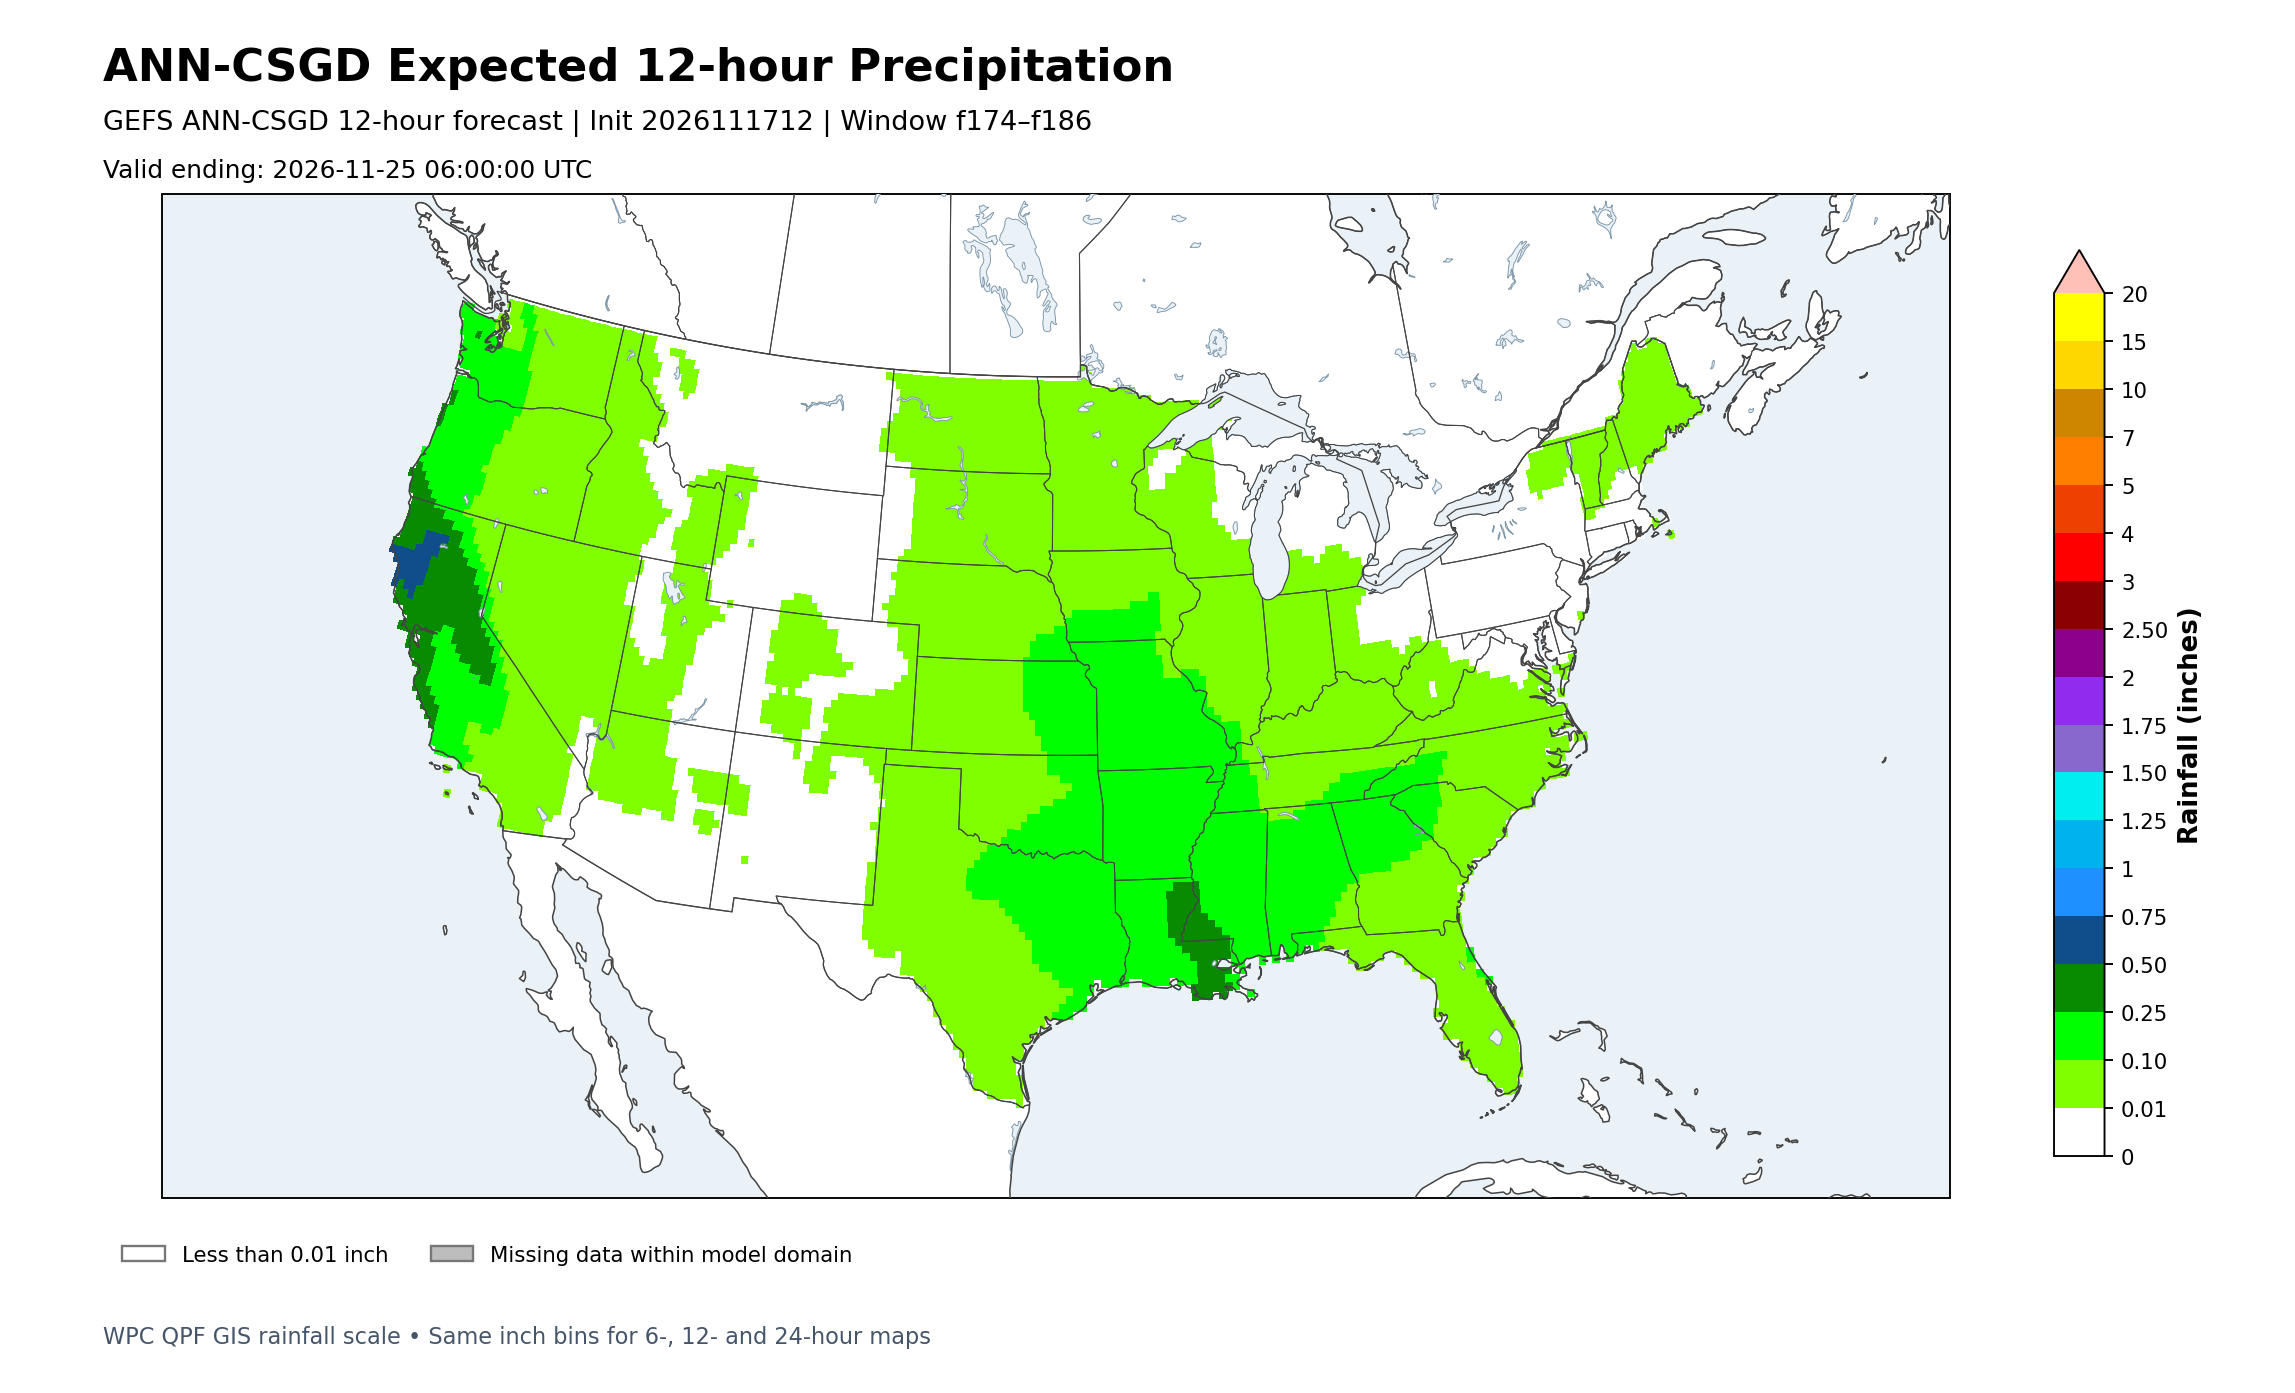 ANN-CSGD Expected 12-hour Precipitation
GEFS ANN-CSGD 12-hour forecast | Init 2026111712 | Window f174–f186
Valid ending: 2026-11-25 06:00:00 UTC
20
15
10
7
5
4
3
2.50
2
1.75
1.50
1.25
1
0.75
0.50
0.25
0.10
0.01
0
Rainfall (inches)
Less than 0.01 inch
Missing data within model domain
WPC QPF GIS rainfall scale • Same inch bins for 6-, 12- and 24-hour maps